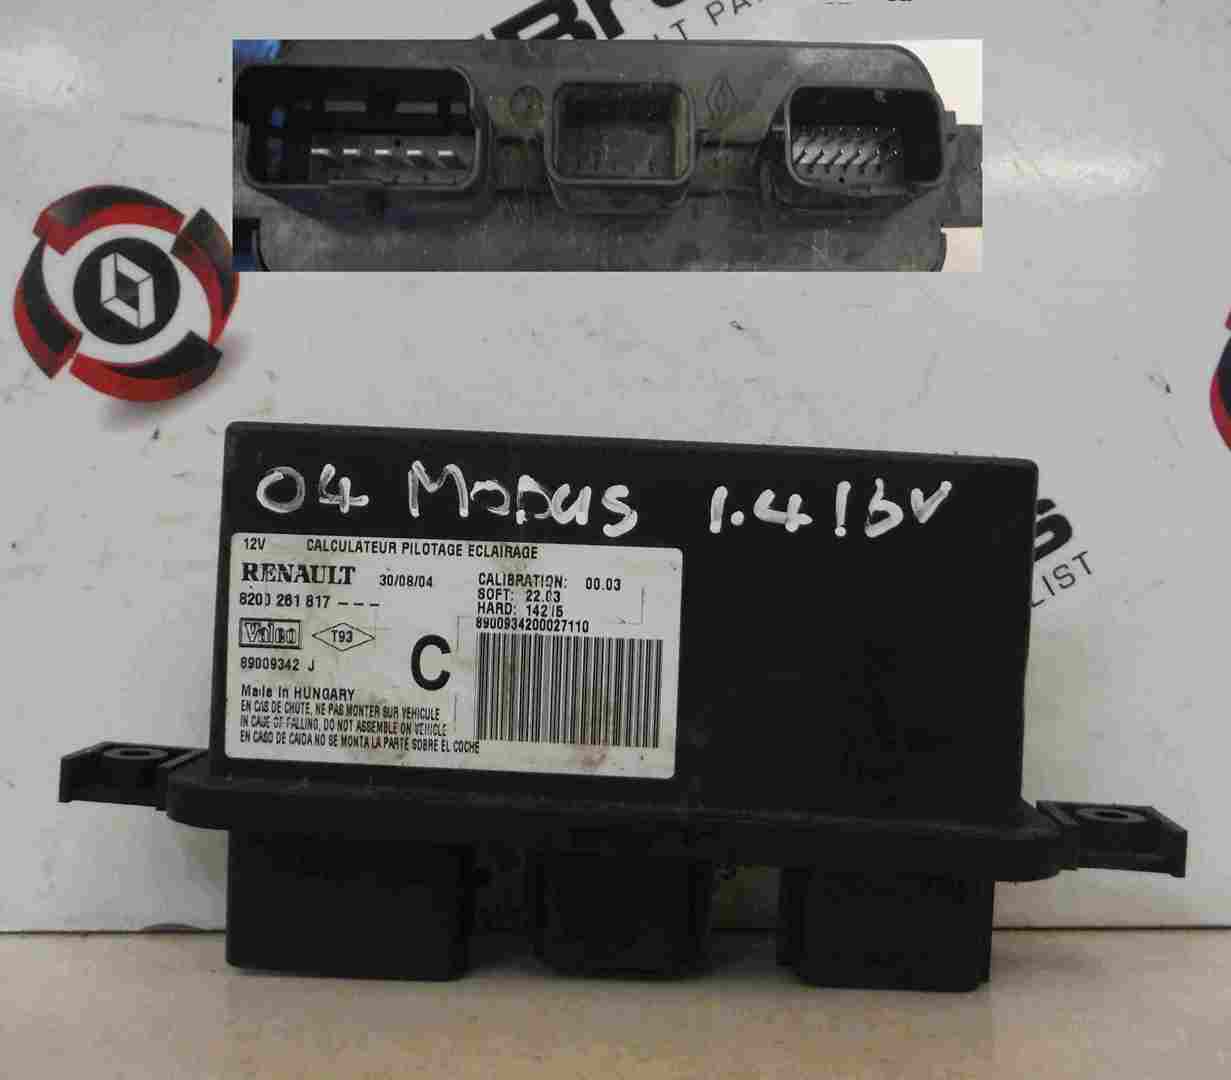 T PA
04 MODUS 1.4 16V
12V CALCULATEUR PILOTAGE ECLAIRAGE
RENAULT 30/08/04
8200 261 817 ---
CALIBRATION: 00.03
SOFT: 22.03
HARD:
8900934200027110
Valeo T93
C
89009342 J
Made in HUNGARY
EN CAS DE CHUTE, NE PAS MONTER SUR VEHICULE
IN CASE OF FALLING, DO NOT ASSEMBLE ON VEHICLE
EN CASO DE CAIDA NO SE MONTA LA PARTE SOBRE EL COCHE
LIST